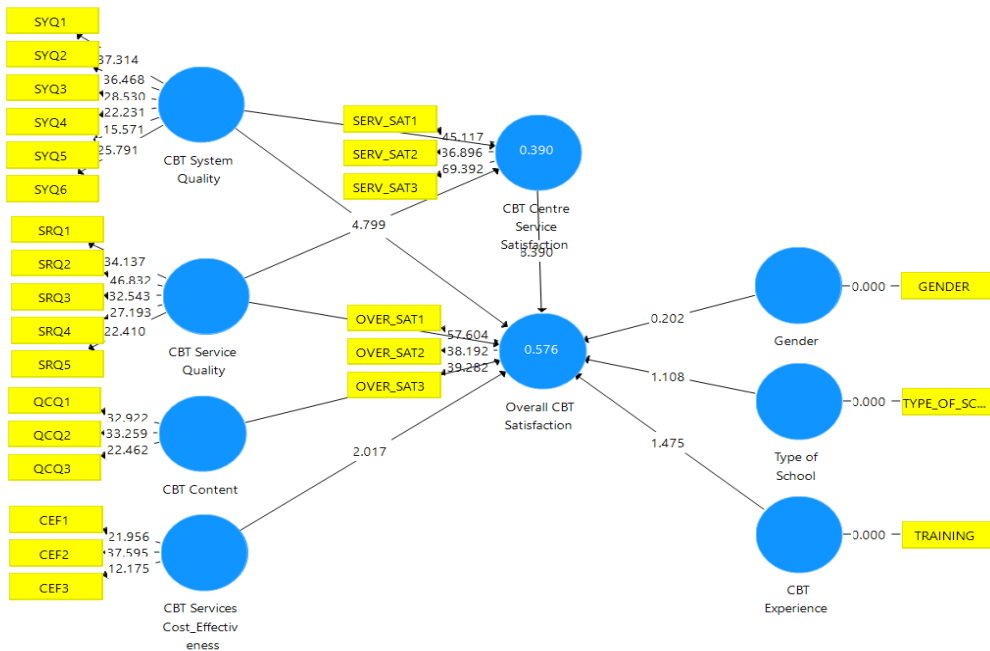 SYQ1
SYQ2
SYQ3
SYQ4
SYQ5
SYQ6
37.314
36.468
28.530
22.231
15.571
25.791
CBT System
Quality
SRQ1
SRQ2
SRQ3
SRQ4
SRQ5
34.137
46.832
32.543
27.193
22.410
CBT Service
Quality
QCQ1
QCQ2
QCQ3
32.922
33.259
22.462
CBT Content
CEF1
CEF2
CEF3
21.956
37.595
12.175
CBT Services
Cost_Effectiv
eness
SERV_SAT1
SERV_SAT2
SERV_SAT3
45.117
36.896
69.392
0.390
CBT Centre
Service
Satisfaction
4.799
OVER_SAT1
OVER_SAT2
OVER_SAT3
57.604
38.192
39.282
0.576
Overall CBT
Satisfaction
2.017
0.202
1.108
1.475
Gender
0.000
GENDER
Type of
School
0.000
TYPE_OF_SC...
CBT
Experience
0.000
TRAINING